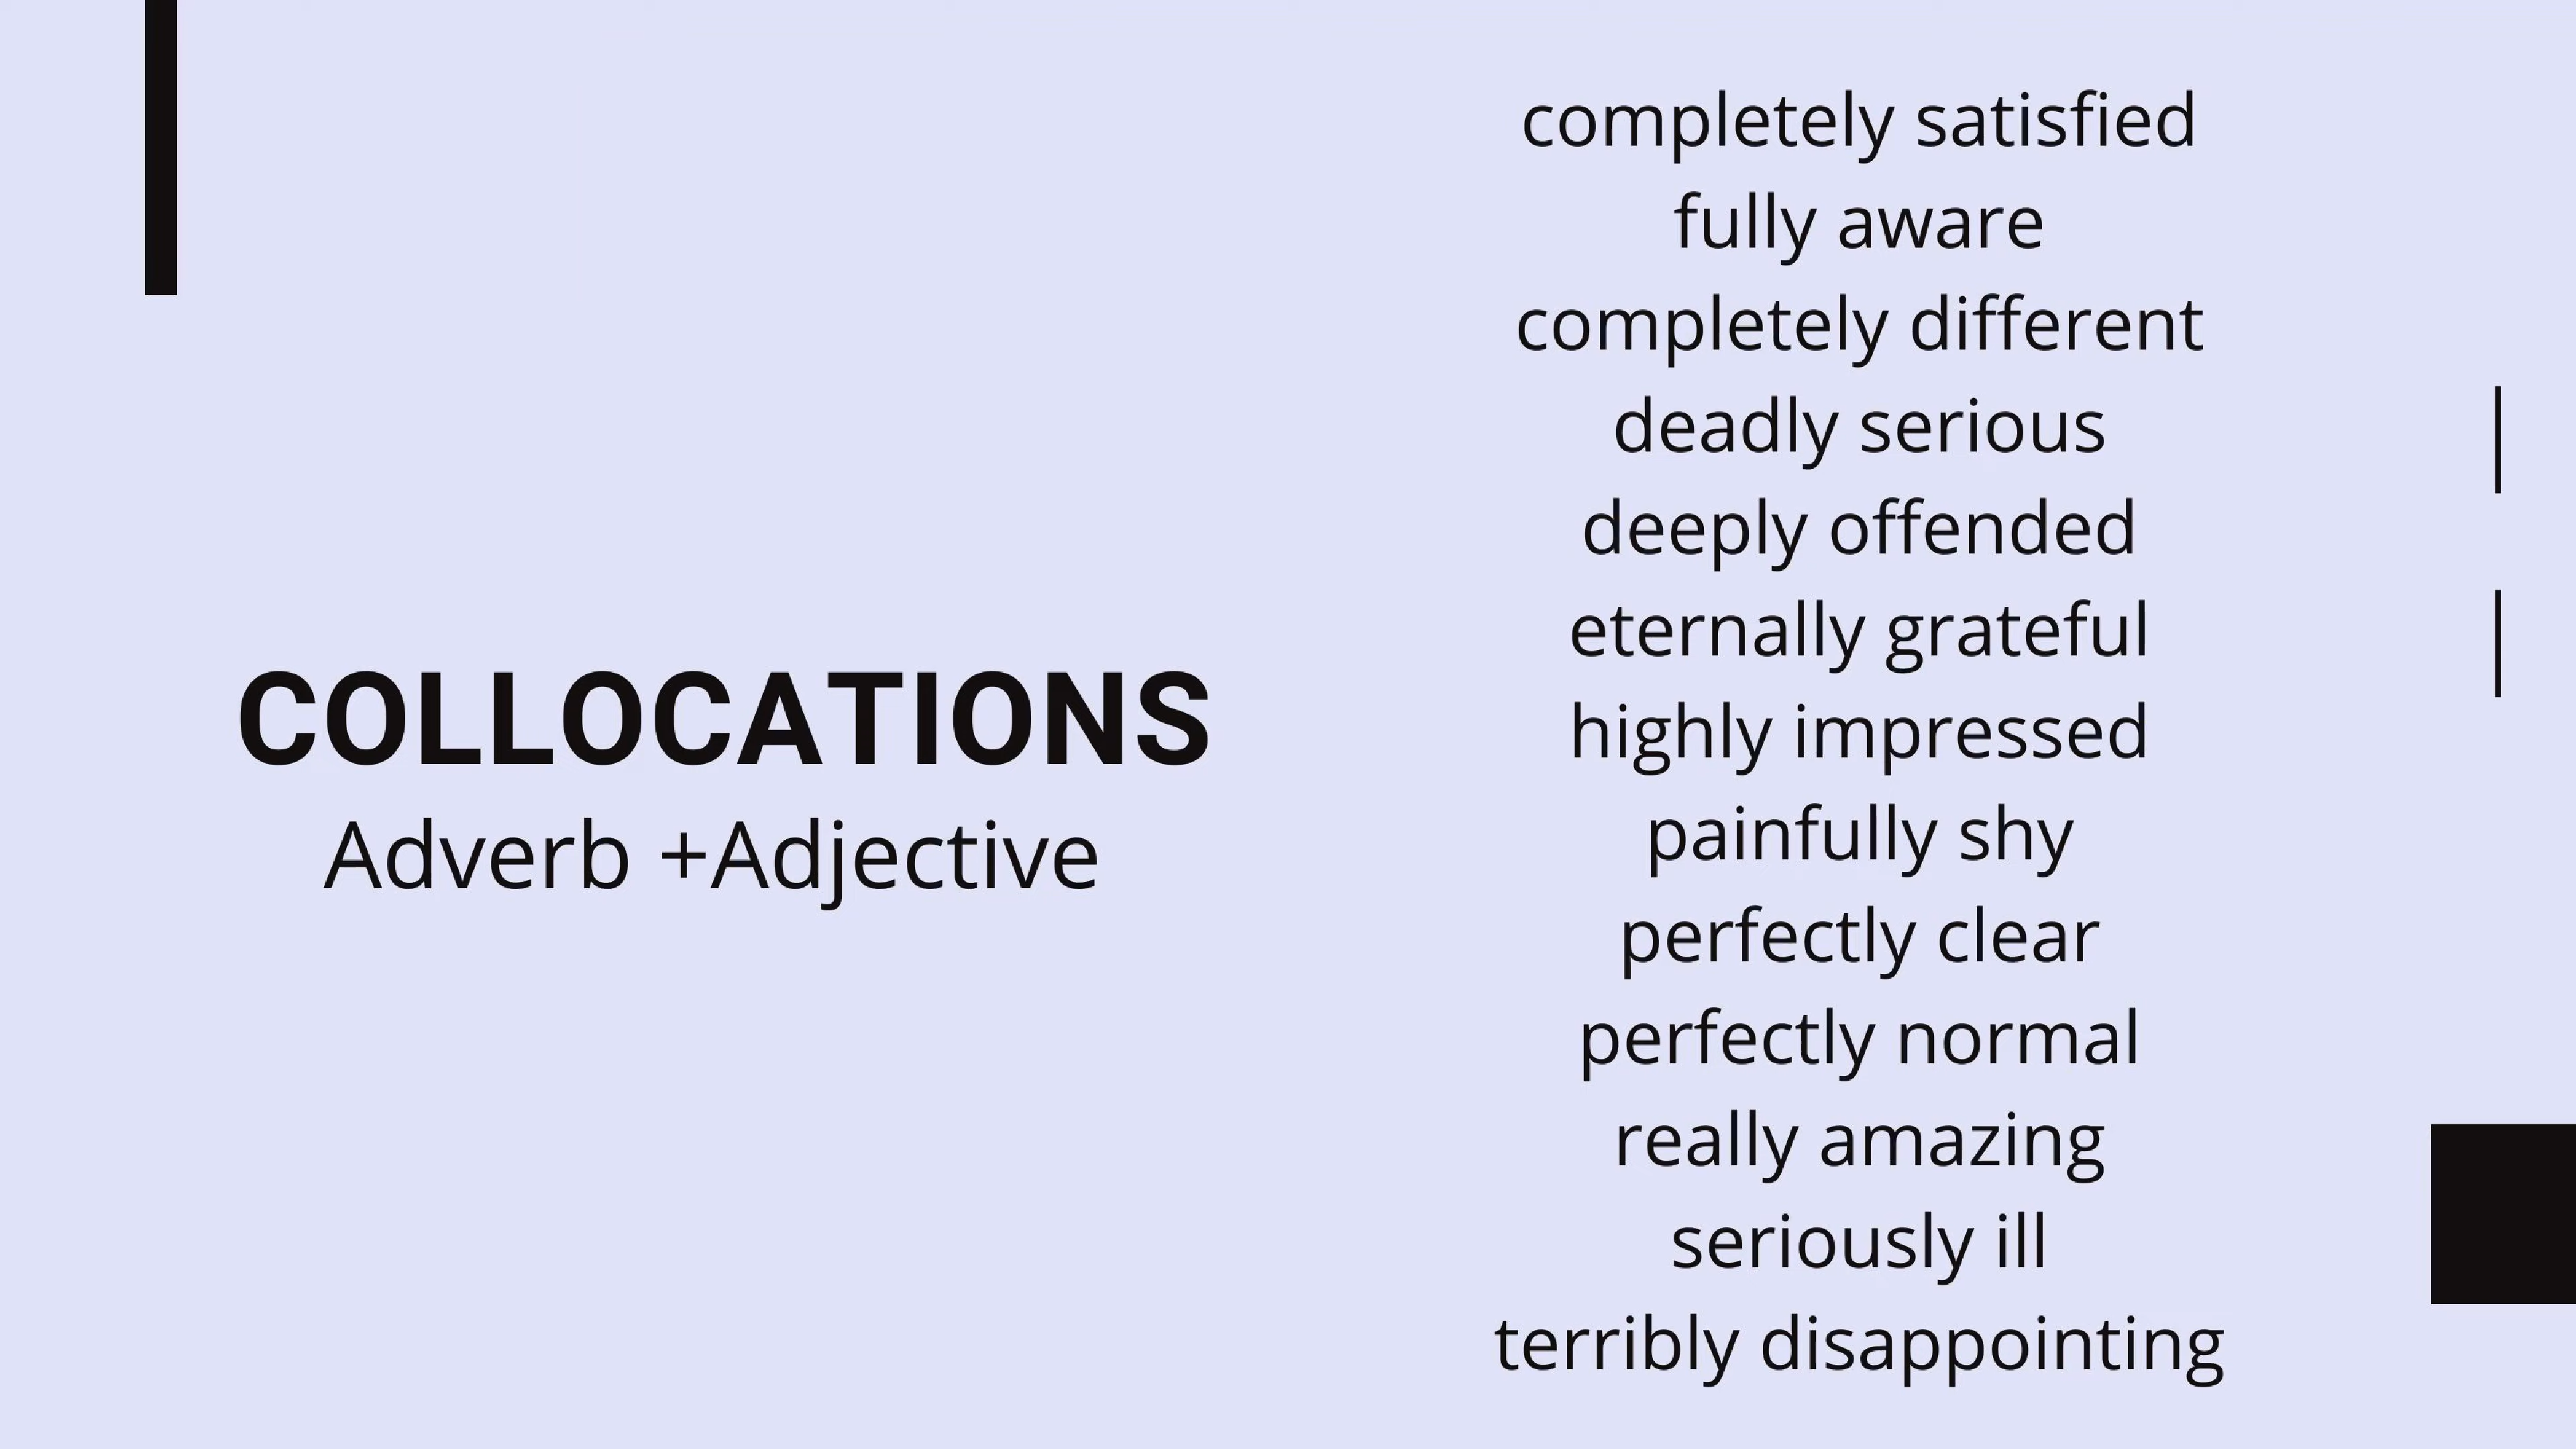 COLLOCATIONS
Adverb +Adjective
completely satisfied
fully aware
completely different
deadly serious
deeply offended
eternally grateful
highly impressed
painfully shy
perfectly clear
perfectly normal
really amazing
seriously ill
terribly disappointing